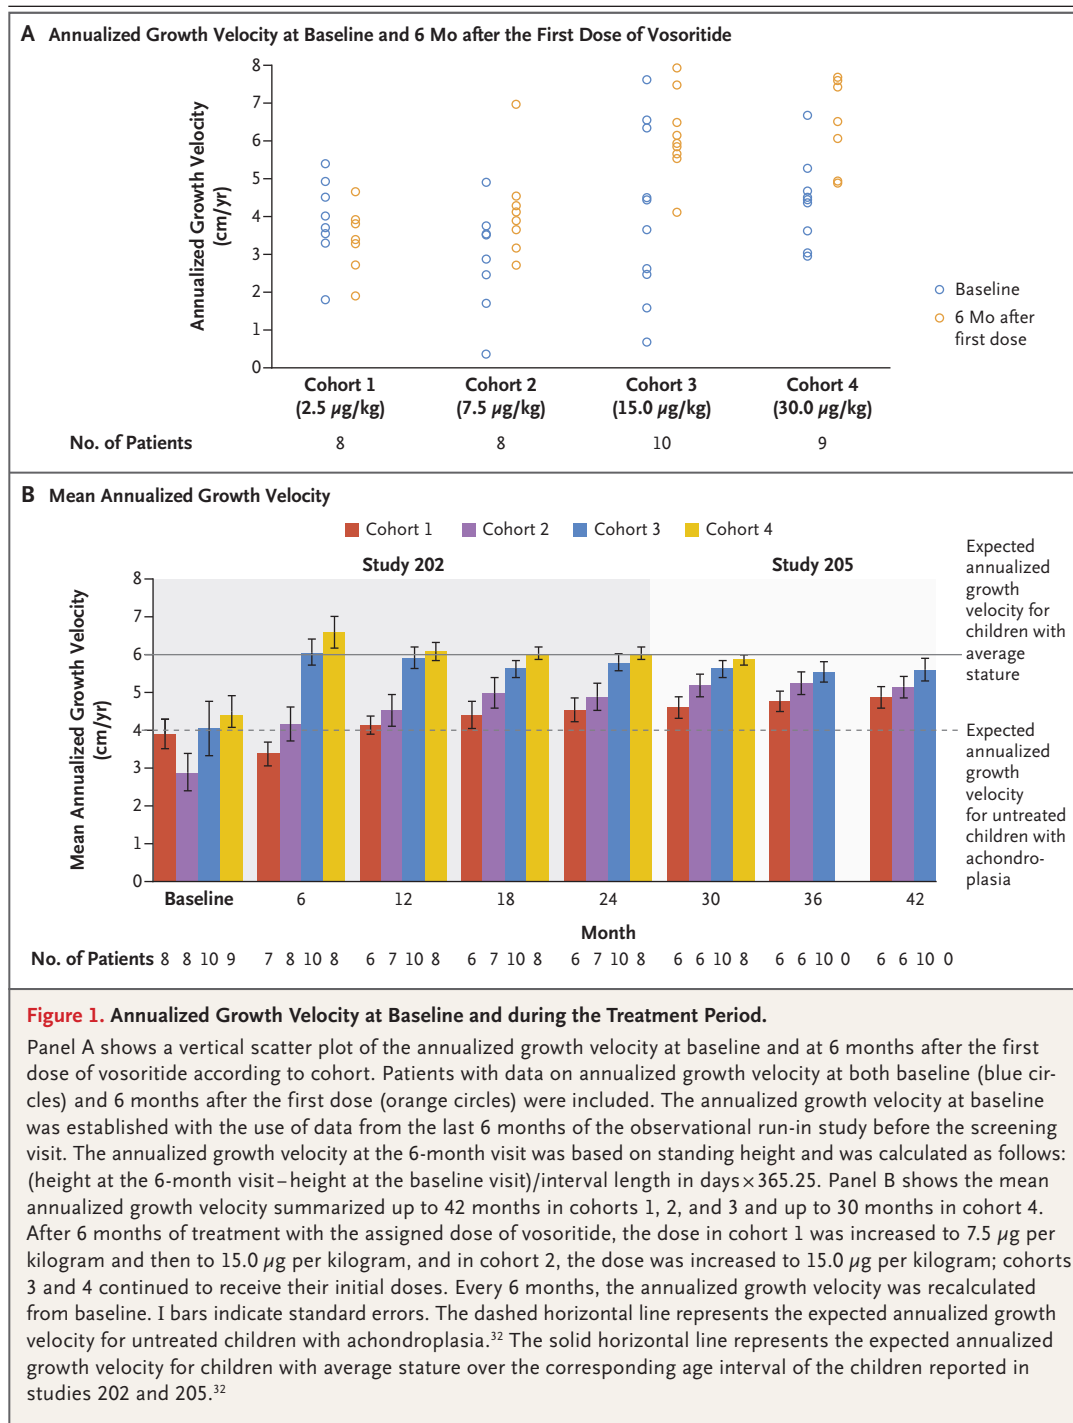 A Annualized Growth Velocity at Baseline and 6 Mo after the First Dose of Vosoritide
Annualized Growth Velocity
(cm/yr)
8
7
6
5
4
3
2
1
0
Baseline
6 Mo after
first dose
Cohort 1 Cohort 2 Cohort 3 Cohort 4
(2.5 µg/kg) (7.5 µg/kg) (15.0 µg/kg) (30.0 µg/kg)
No. of Patients 8 8 10 9
B Mean Annualized Growth Velocity
Cohort 1 Cohort 2 Cohort 3 Cohort 4
Study 202 Study 205
Mean Annualized Growth Velocity
(cm/yr)
8
7
6
5
4
3
2
1
0
Expected
annualized
growth
velocity for
children with
average
stature
Expected
annualized
growth
velocity
for untreated
children with
achondro-
plasia
Baseline 6 12 18 24 30 36 42
Month
No. of Patients 8 8 10 9 7 8 10 8 6 7 10 8 6 7 10 8 6 7 10 8 6 6 10 8 6 6 10 0 6 6 10 0
Figure 1. Annualized Growth Velocity at Baseline and during the Treatment Period.
Panel A shows a vertical scatter plot of the annualized growth velocity at baseline and at 6 months after the first
dose of vosoritide according to cohort. Patients with data on annualized growth velocity at both baseline (blue cir-
cles) and 6 months after the first dose (orange circles) were included. The annualized growth velocity at baseline
was established with the use of data from the last 6 months of the observational run-in study before the screening
visit. The annualized growth velocity at the 6-month visit was based on standing height and was calculated as follows:
(height at the 6-month visit−height at the baseline visit)/interval length in days×365.25. Panel B shows the mean
annualized growth velocity summarized up to 42 months in cohorts 1, 2, and 3 and up to 30 months in cohort 4.
After 6 months of treatment with the assigned dose of vosoritide, the dose in cohort 1 was increased to 7.5 µg per
kilogram and then to 15.0 µg per kilogram, and in cohort 2, the dose was increased to 15.0 µg per kilogram; cohorts
3 and 4 continued to receive their initial doses. Every 6 months, the annualized growth velocity was recalculated
from baseline. I bars indicate standard errors. The dashed horizontal line represents the expected annualized growth
velocity for untreated children with achondroplasia.32 The solid horizontal line represents the expected annualized
growth velocity for children with average stature over the corresponding age interval of the children reported in
studies 202 and 205.32